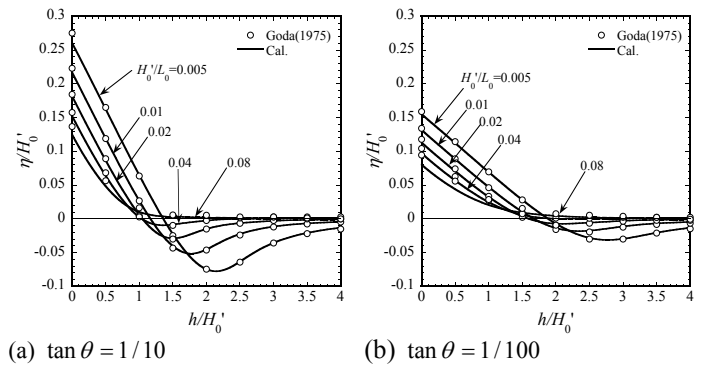 0.3
0.25
0.2
0.15
0.1
0.05
0
-0.05
-0.1
η/H₀'
0 0.5 1 1.5 2 2.5 3 3.5 4
h/H₀'
Goda(1975)
Cal.
H₀'/L₀=0.005
0.01
0.02
0.04
0.08
(a) tan θ = 1/10
0.3
0.25
0.2
0.15
0.1
0.05
0
-0.05
-0.1
η/H₀'
0 0.5 1 1.5 2 2.5 3 3.5 4
h/H₀'
Goda(1975)
Cal.
H₀'/L₀=0.005
0.01
0.02
0.04
0.08
(b) tan θ = 1/100